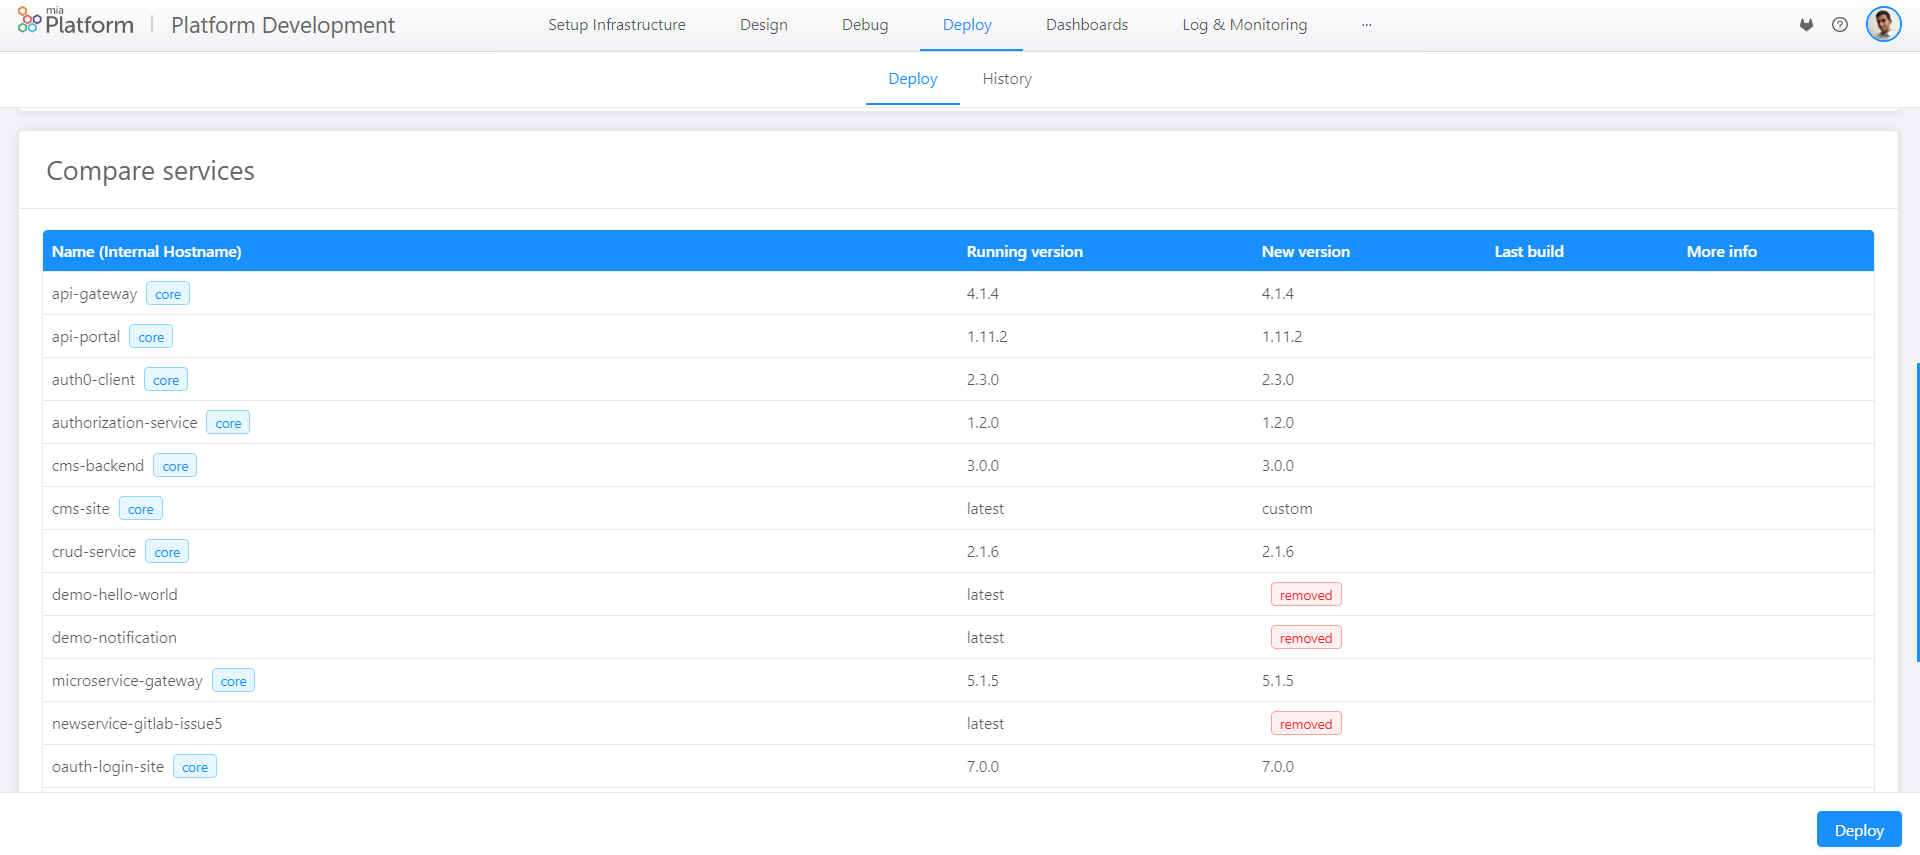 mia
Platform Platform Development Setup Infrastructure Design Debug Deploy Dashboards Log & Monitoring ...
Deploy History
Compare services
Name (Internal Hostname) Running version New version Last build More info
api-gateway core 4.1.4 4.1.4
api-portal core 1.11.2 1.11.2
auth0-client core 2.3.0 2.3.0
authorization-service core 1.2.0 1.2.0
cms-backend core 3.0.0 3.0.0
cms-site core latest custom
crud-service core 2.1.6 2.1.6
demo-hello-world latest removed
demo-notification latest removed
microservice-gateway core 5.1.5 5.1.5
newservice-gitlab-issue5 latest removed
oauth-login-site core 7.0.0 7.0.0
Deploy